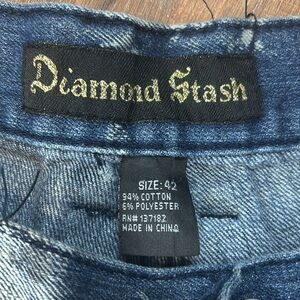 Diamond Stash
SIZE: 42
94% COTTON
6% POLYESTER
RN# 137182
MADE IN CHINA